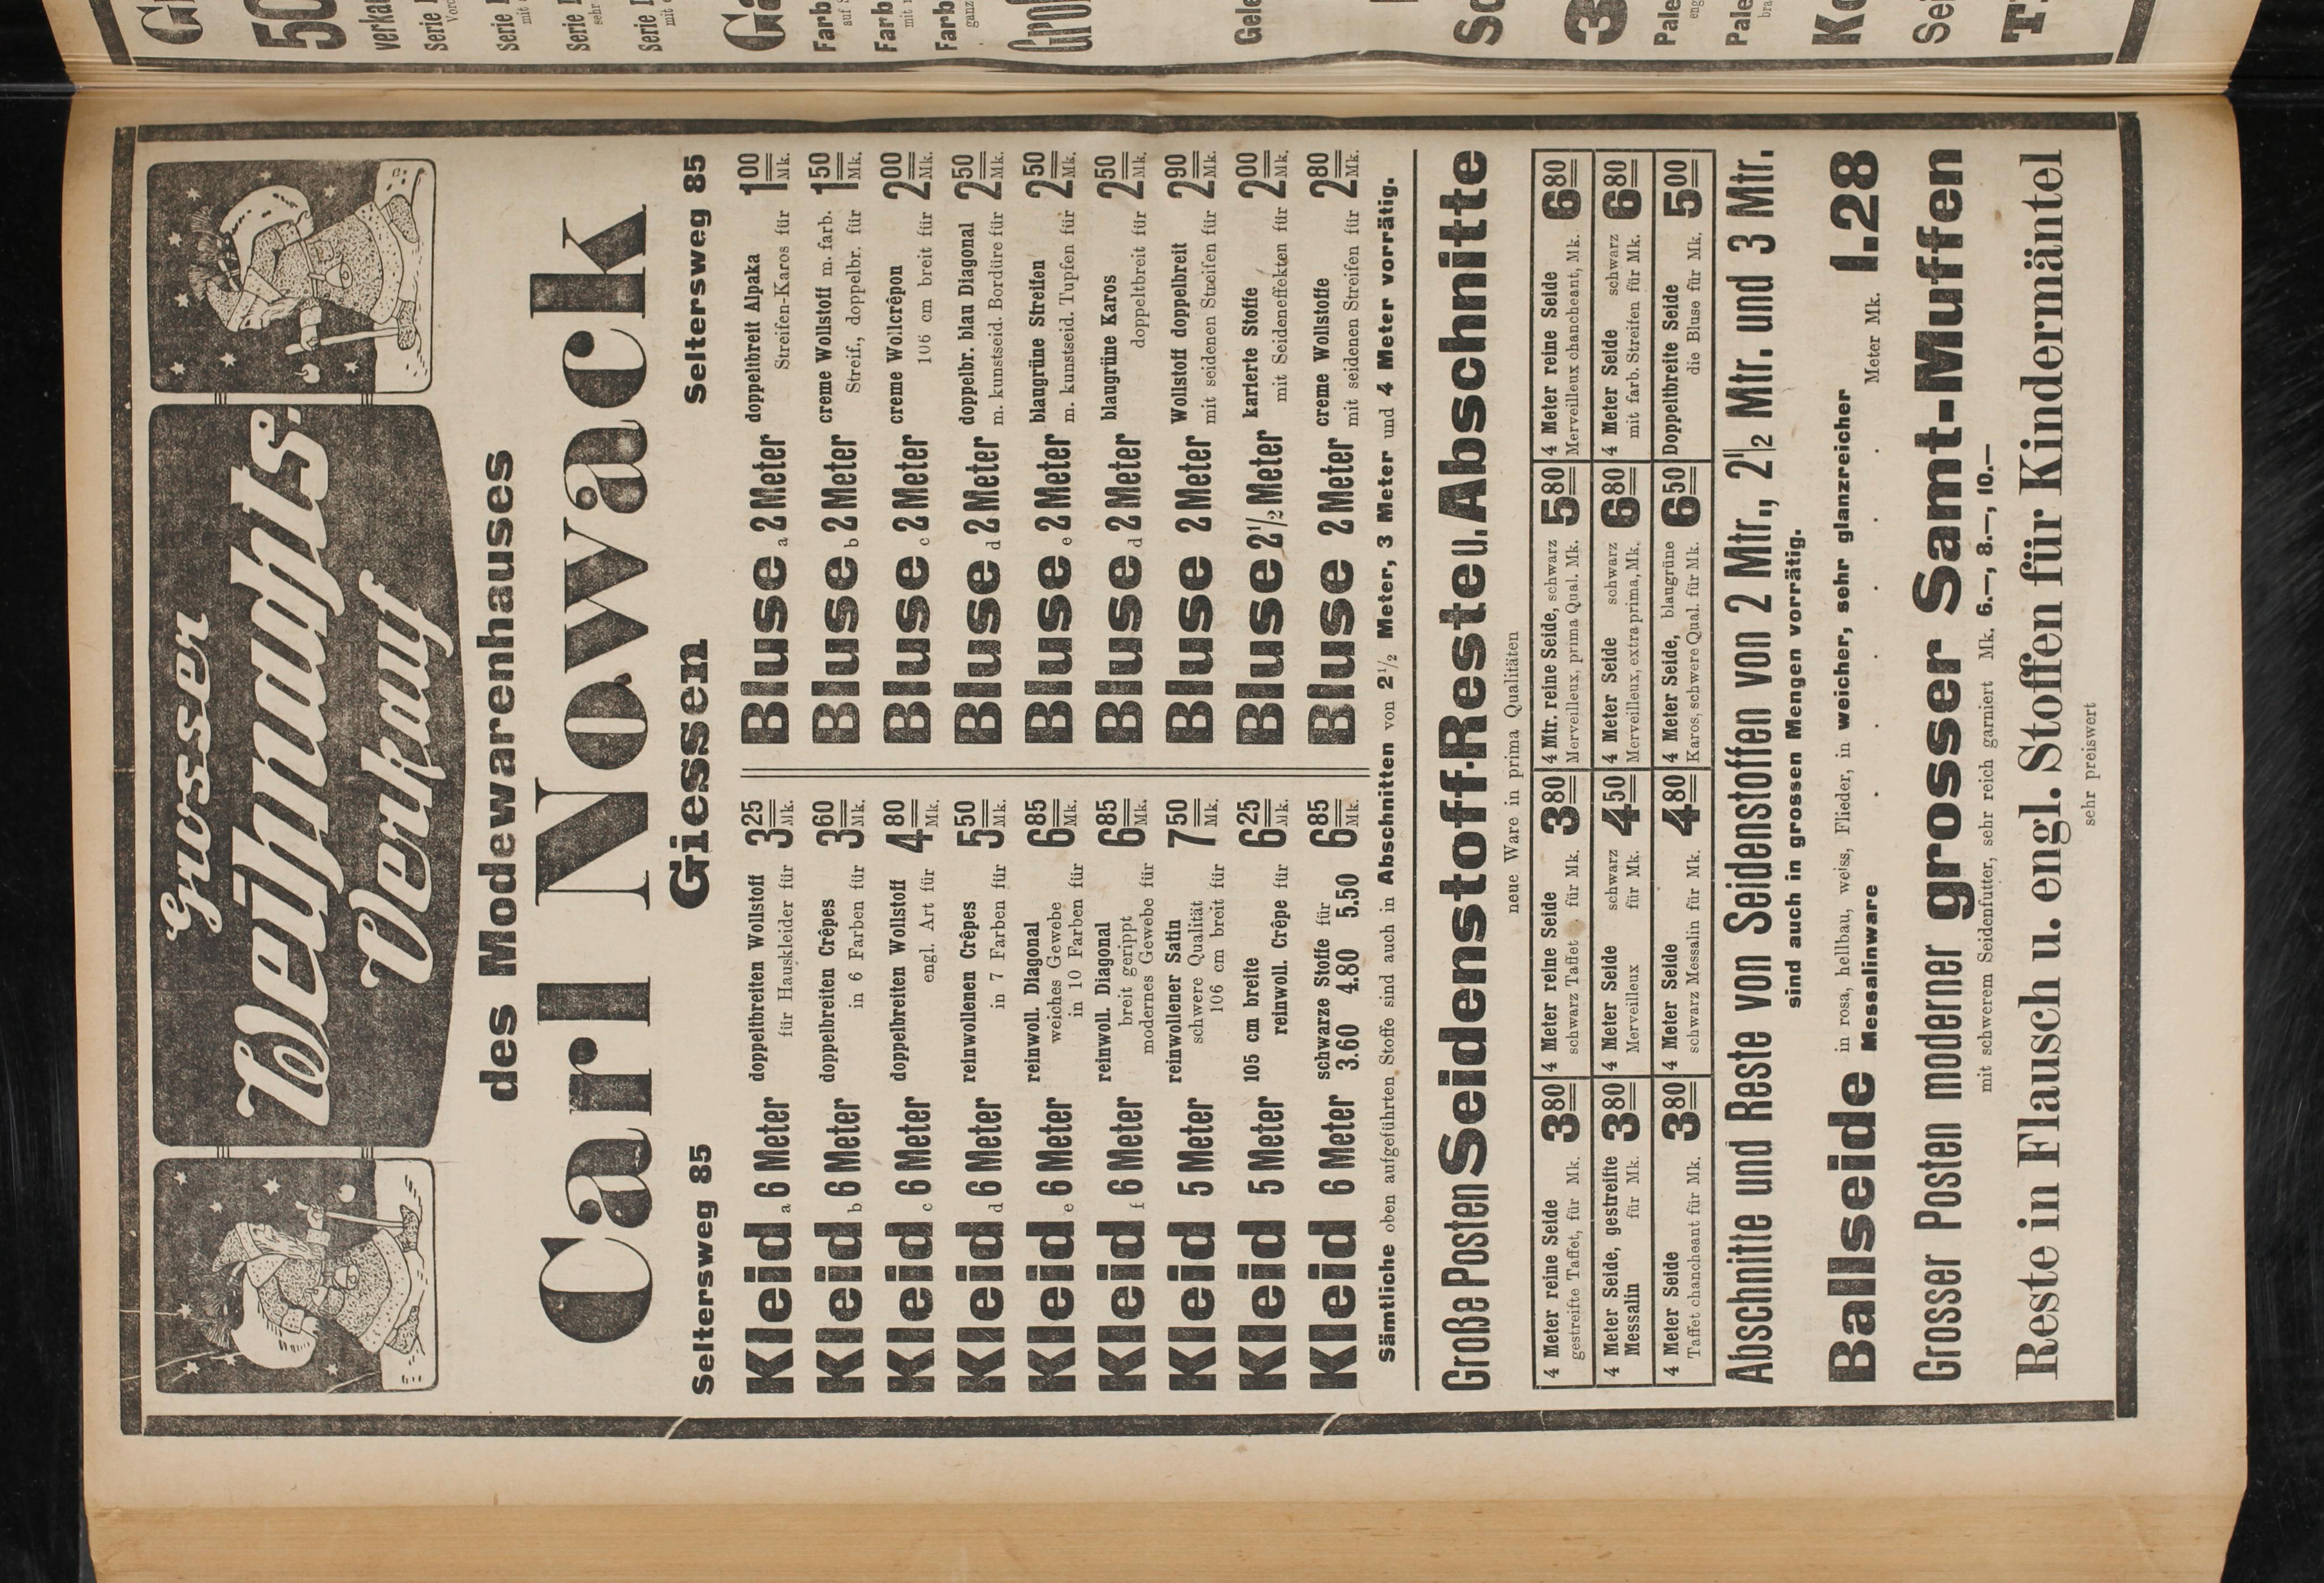 Grosser
Weihnachts
Verkauf
des Modewarenhauses
Carl Nowack
Seltersweg 85 Giessen Seltersweg 85
Kleid a 6 Meter doppeltbreiten Wollstoff
für Hauskleider für 3 25 Mk.
Kleid b 6 Meter doppelbreiten Crêpes
in 6 Farben für 3 60 Mk.
Kleid c 6 Meter doppelbreiten Wollstoff
engl. Art für 4 80 Mk.
Kleid d 6 Meter reinwollenen Crêpes
in 7 Farben für 5 50 Mk.
Kleid e 6 Meter reinwoll. Diagonal
weiches Gewebe
in 10 Farben für 6 85 Mk.
Kleid f 6 Meter reinwoll. Diagonal
breit gerippt
modernes Gewebe für 6 85 Mk.
Kleid 5 Meter reinwollener Satin
schwere Qualität
106 cm breit für 7 50 Mk.
Kleid 5 Meter 105 cm breite
reinwoll. Crêpe für 6 25 Mk.
Kleid 6 Meter schwarze Stoffe für
3.60 4.80 5.50 6 85 Mk.
Bluse a 2 Meter doppeltbreit Alpaka
Streifen-Karos für 1 00 Mk.
Bluse b 2 Meter creme Wollstoff m. farb.
Streif., doppelbr. für 1 50 Mk.
Bluse c 2 Meter creme Wollcrêpon
106 cm breit für 2 00 Mk.
Bluse d 2 Meter doppelbr. blau Diagonal
m. kunstseid. Bordüre für 2 50 Mk.
Bluse e 2 Meter blaugrüne Streifen
m. kunstseid. Tupfen für 2 50 Mk.
Bluse d 2 Meter blaugrüne Karos
doppeltbreit für 2 50 Mk.
Bluse 2 Meter Wollstoff doppelbreit
mit seidenen Streifen für 2 90 Mk.
Bluse 2 1/2 Meter karierte Stoffe
mit Seideneffekten für 2 00 Mk.
Bluse 2 Meter creme Wollstoffe
mit seidenen Streifen für 2 80 Mk.
Sämtliche oben aufgeführten Stoffe sind auch in Abschnitten von 2 1/2 Meter, 3 Meter und 4 Meter vorrätig.
Große Posten Seidenstoff-Reste u. Abschnitte
neue Ware in prima Qualitäten
4 Meter reine Seide
gestreifte Taffet, für Mk. 3 80
4 Meter reine Seide
schwarz Taffet für Mk. 3 80
4 Mtr. reine Seide, schwarz
Merveilleux, prima Qual. Mk. 5 80
4 Meter reine Seide
Merveilleux chancheant, Mk. 6 80
4 Meter Seide, gestreifte
Messalin für Mk. 3 80
4 Meter Seide schwarz
Merveilleux für Mk. 4 50
4 Meter Seide schwarz
Merveilleux, extra prima, Mk. 6 80
4 Meter Seide schwarz
mit farb. Streifen für Mk. 6 80
4 Meter Seide
Taffet chancheant für Mk. 3 80
4 Meter Seide
schwarz Messalin für Mk. 4 80
4 Meter Seide, blaugrüne
Karos, schwere Qual. für Mk. 6 50
Doppeltbreite Seide
die Bluse für Mk. 5 00
Abschnitte und Reste von Seidenstoffen von 2 Mtr., 2 1/2 Mtr. und 3 Mtr.
sind auch in grossen Mengen vorrätig.
Ballseide in rosa, hellbau, weiss, Flieder, in weicher, sehr glanzreicher
Messalinware . . . . . . Meter Mk. 1.28
Grosser Posten moderner grosser Samt-Muffen
mit schwerem Seidenfutter, sehr reich garniert Mk. 6.—, 8.—, 10.—
Reste in Flausch u. engl. Stoffen für Kindermäntel
sehr preiswert
50
Serie
Serie
Serie
Serie
Farb
Farb
Farb